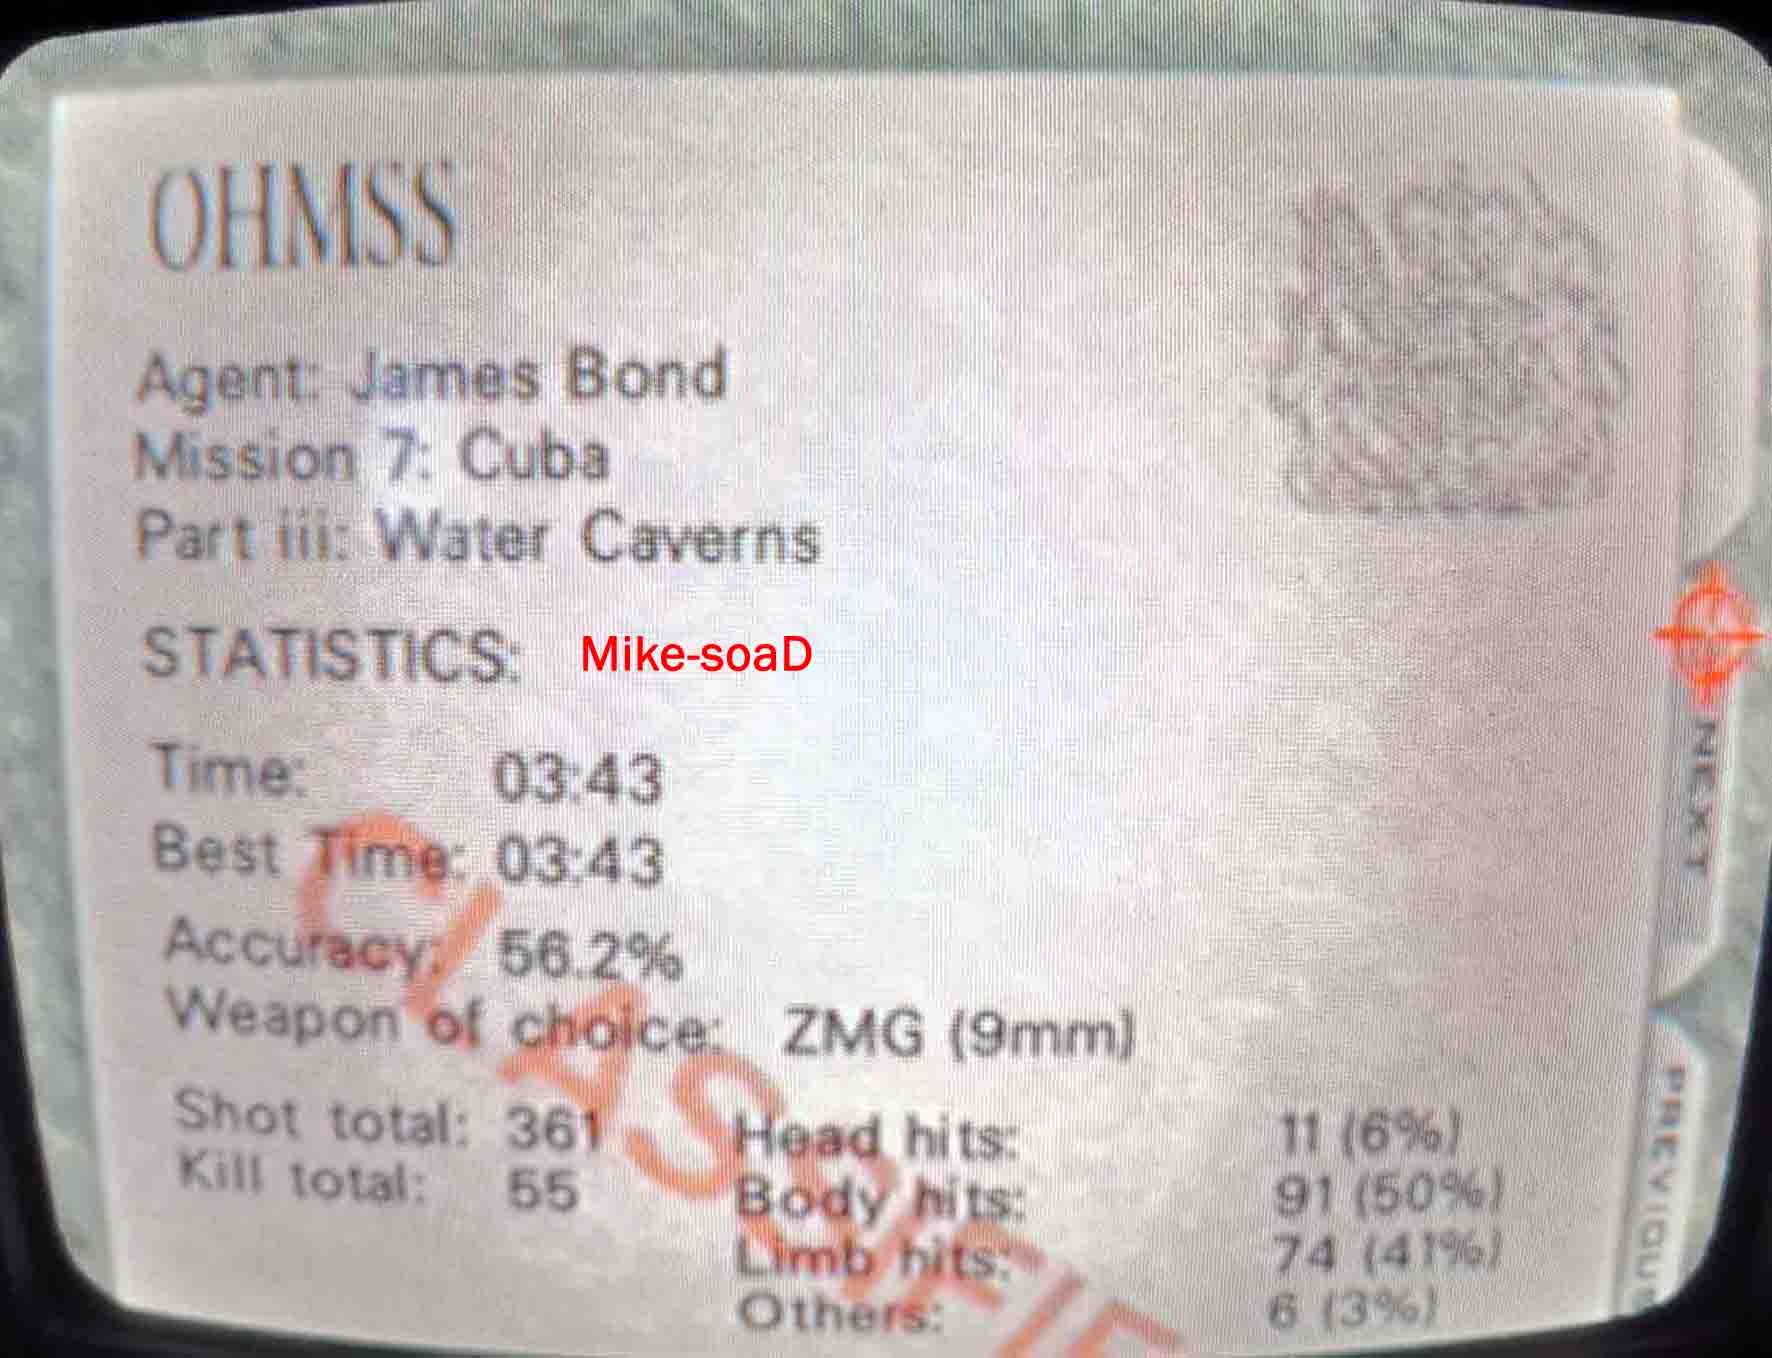 OHMSS
Agent: James Bond
Mission 7: Cuba
Part iii: Water Caverns
STATISTICS: Mike-soaD
Time: 03:43
Best Time: 03:43
Accuracy: 56.2%
Weapon of choice: ZMG (9mm)
Shot total: 361 Head hits: 11 (6%)
Kill total: 55 Body hits: 91 (50%)
Limb hits: 74 (41%)
Others: 6 (3%)
NEXT
PREVIOUS